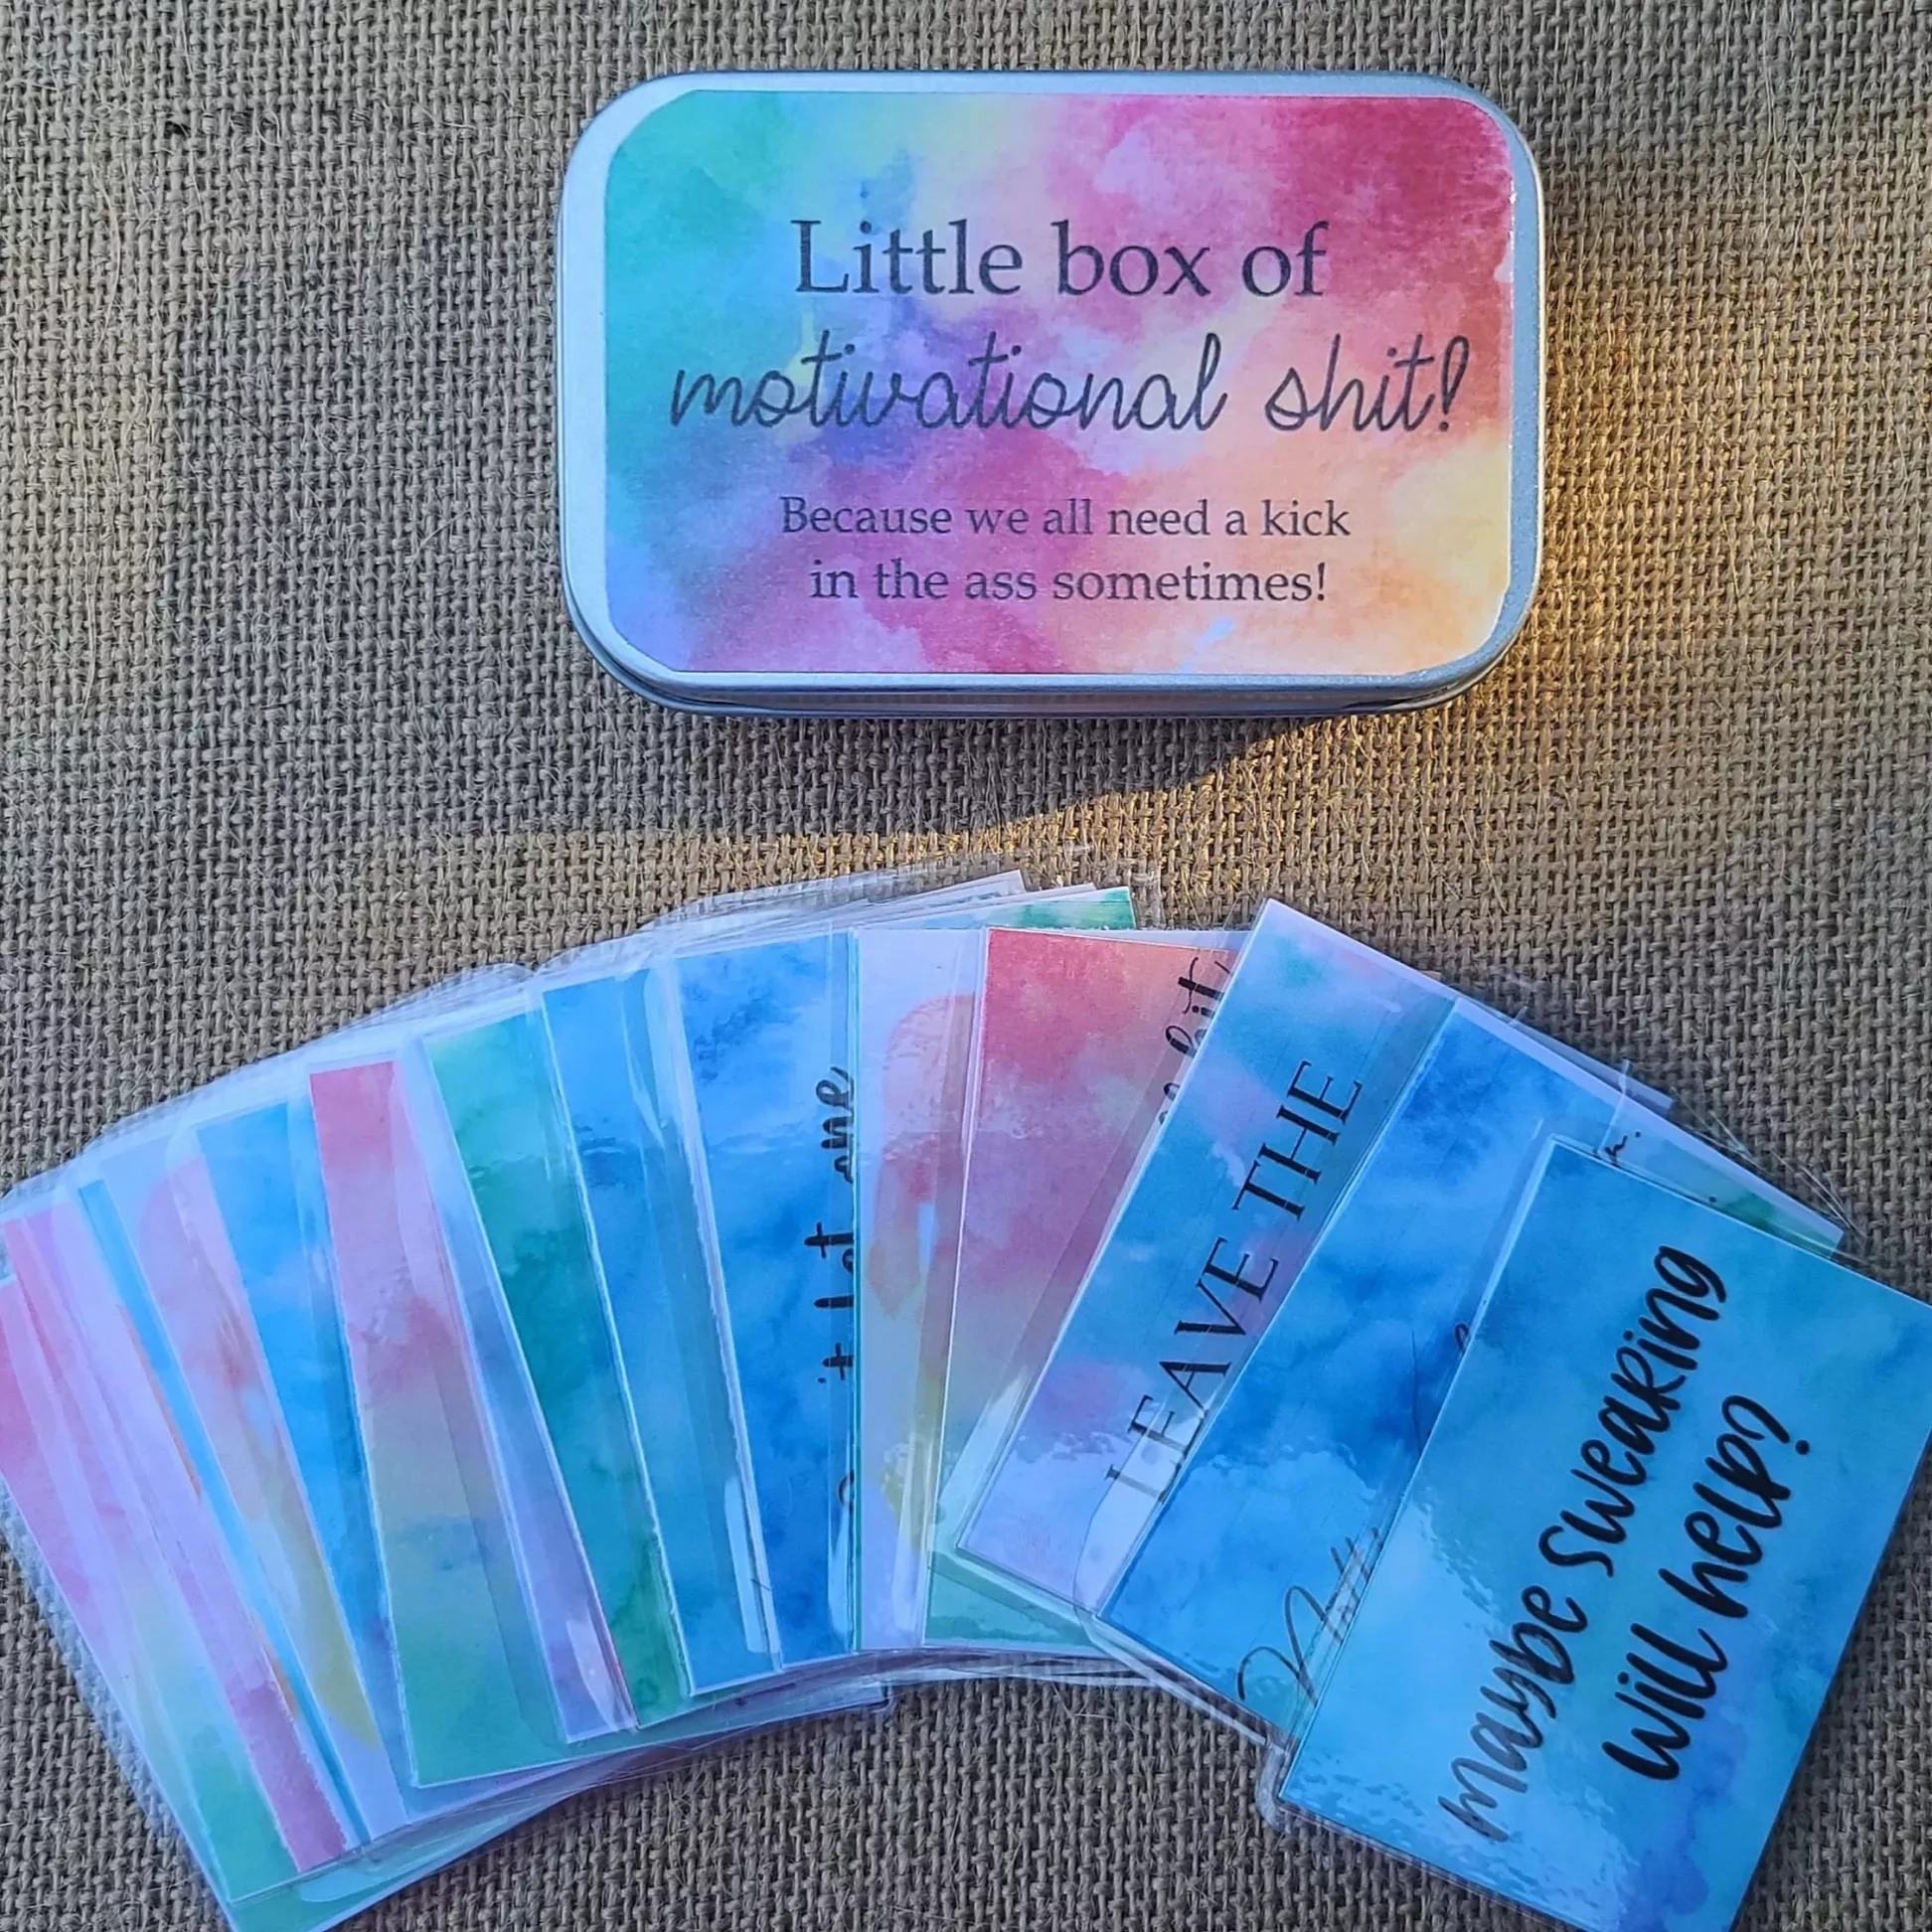 Little box of
motivational shit!
Because we all need a kick
in the ass sometimes!
one
LEAVE THE
maybe swearing
will help?